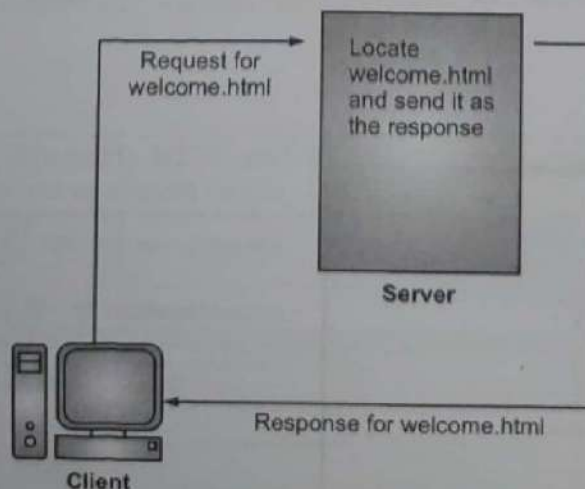 Request for
welcome.html
Locate
welcome.html
and send it as
the response
Server
Response for welcome.html
Client